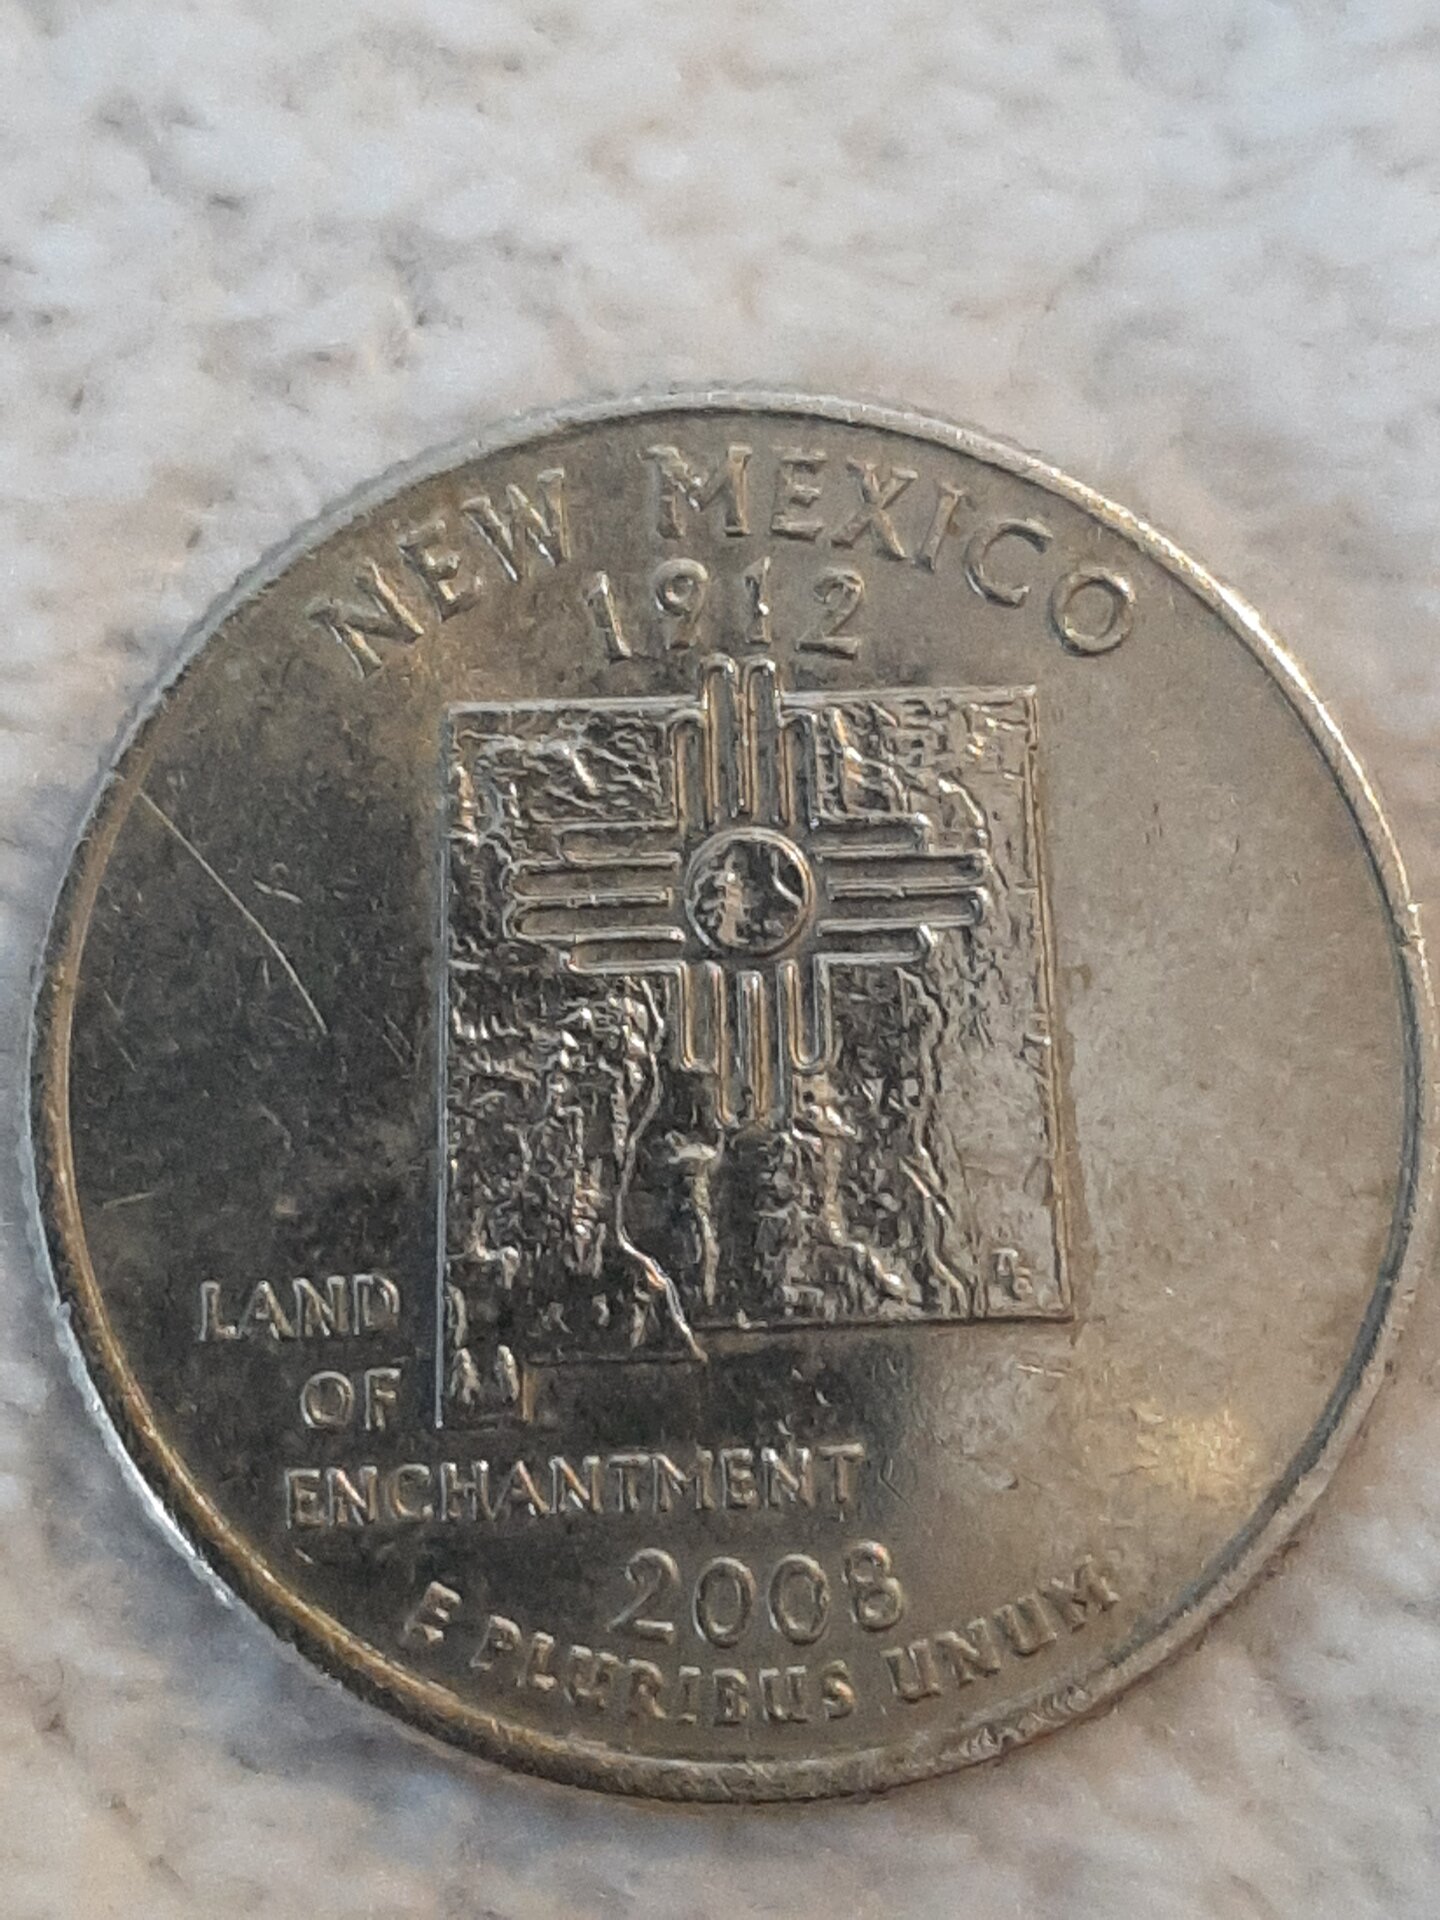 NEW MEXICO
1912
LAND
OF
ENCHANTMENT
2008
E PLURIBUS UNUM